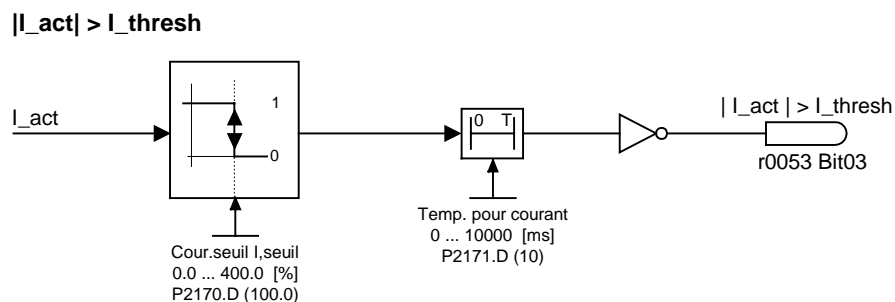 |I_act| > I_thresh
I_act
1
0
0 T
| I_act | > I_thresh
r0053 Bit03
Cour.seuil I,seuil
0.0 ... 400.0 [%]
P2170.D (100.0)
Temp. pour courant
0 ... 10000 [ms]
P2171.D (10)